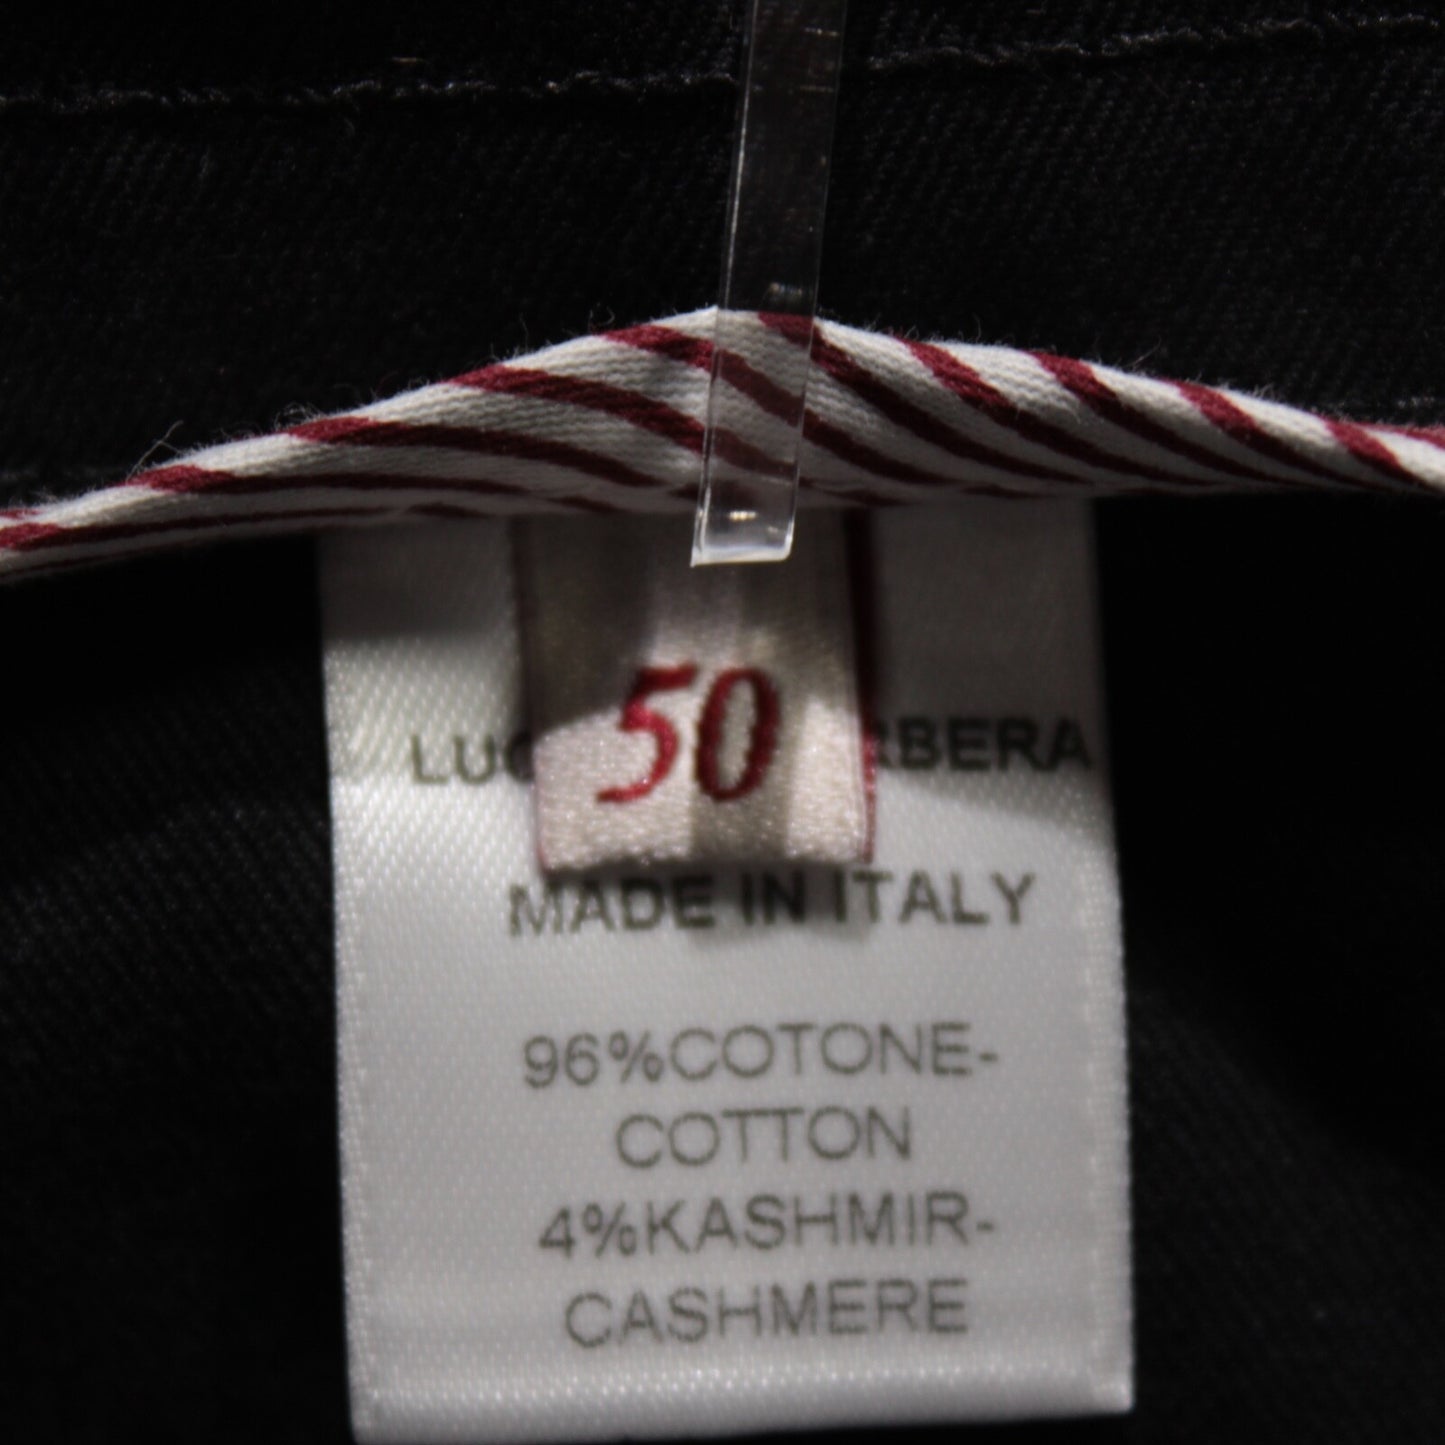 50
MADE IN ITALY
96%COTONE-
COTTON
4%KASHMIR-
CASHMERE